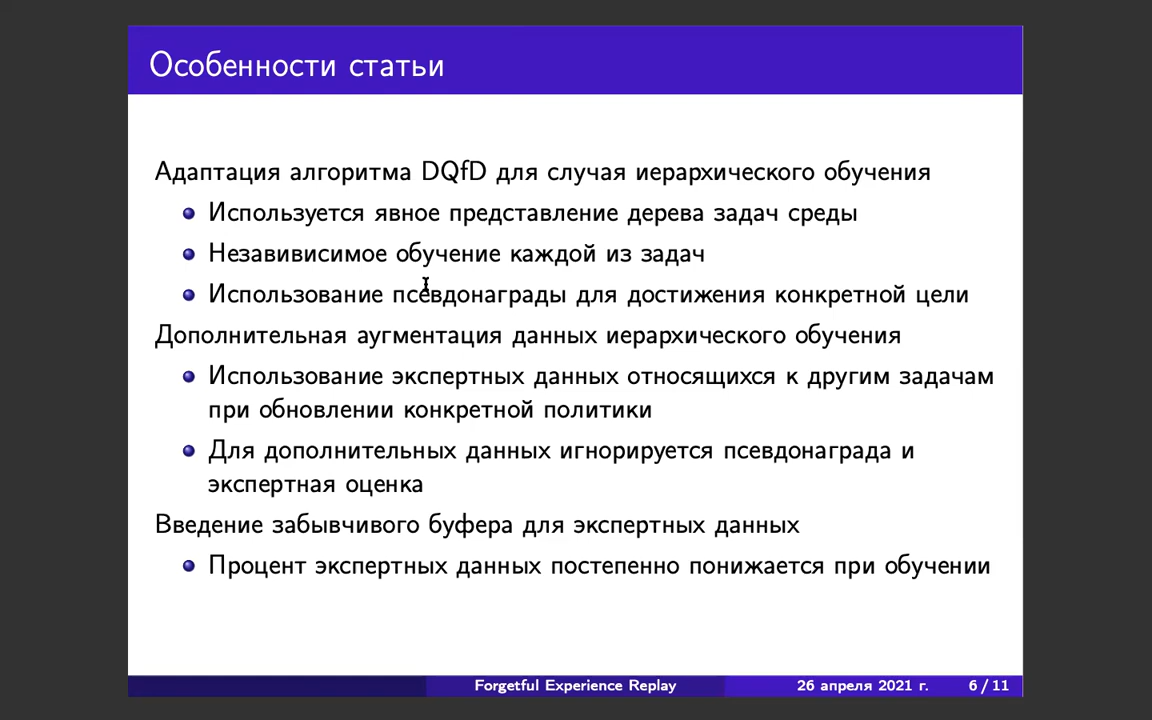 Особенности статьи
Адаптация алгоритма DQfD для случая иерархического обучения
Используется явное представление дерева задач среды
Незавивисимое обучение каждой из задач
Использование псевдонаграды для достижения конкретной цели
Дополнительная аугментация данных иерархического обучения
Использование экспертных данных относящихся к другим задачам
при обновлении конкретной политики
Для дополнительных данных игнорируется псевдонаграда и
экспертная оценка
Введение забывчивого буфера для экспертных данных
Процент экспертных данных постепенно понижается при обучении
Forgetful Experience Replay 26 апреля 2021 г. 6 / 11